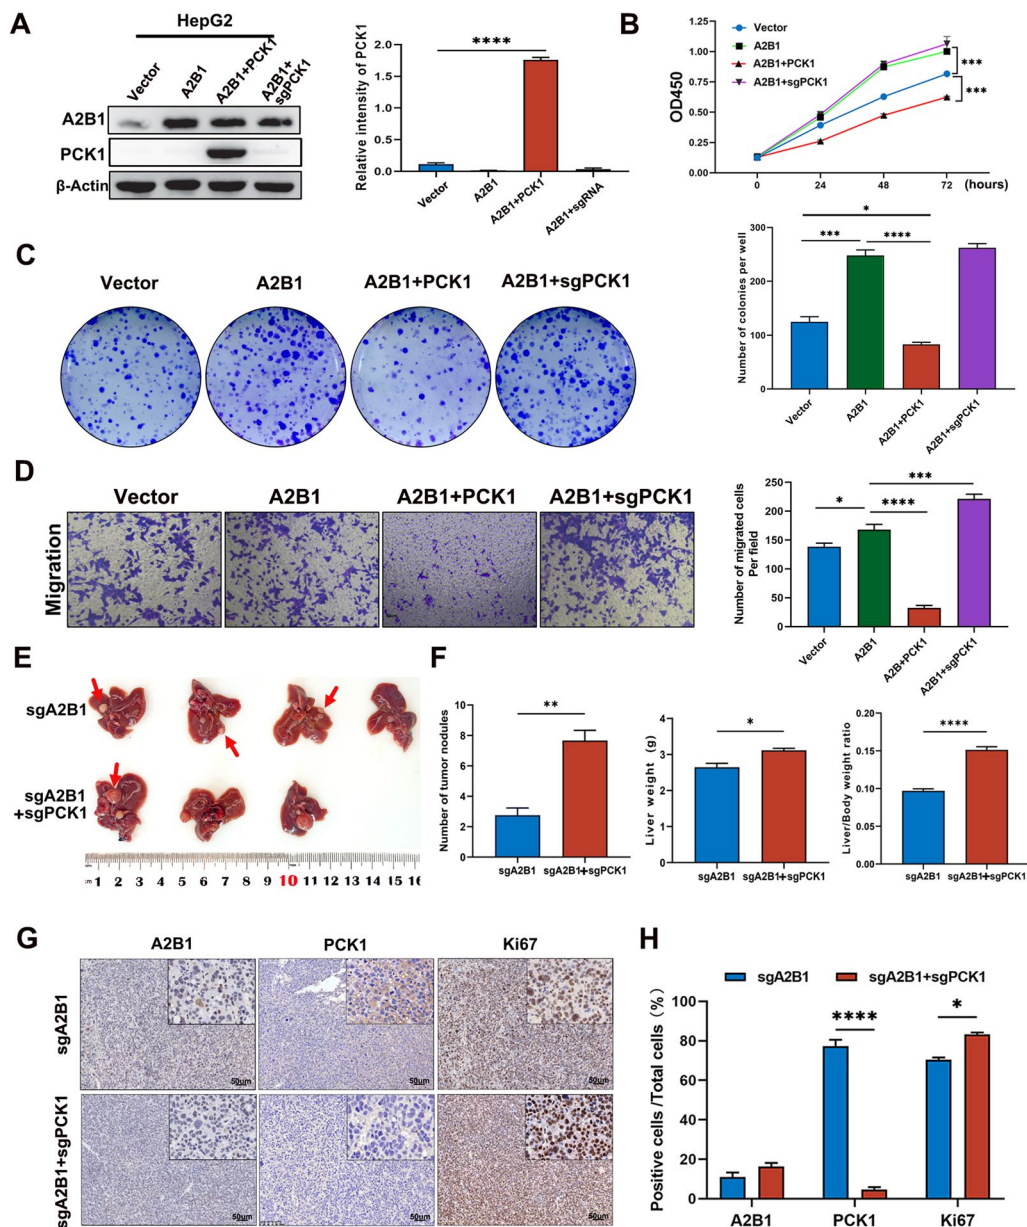 A
HepG2
Vector
A2B1
A2B1+PCK1
A2B1+
sgPCK1
A2B1
PCK1
β-Actin
Relative intensity of PCK1
2.0
1.5
1.0
0.5
0
****
Vector
A2B1
A2B1+PCK1
A2B1+sgRNA
B
Vector
A2B1
A2B1+PCK1
A2B1+sgPCK1
OD450
1.25
1.00
0.75
0.50
0.25
0.00
***
***
0
24
48
72
(hours)
C
Vector
A2B1
A2B1+PCK1
A2B1+sgPCK1
Number of colonies per well
300
200
100
0
*
***
****
Vector
A2B1
A2B1+PCK1
A2B1+sgPCK1
D
Vector
A2B1
A2B1+PCK1
A2B1+sgPCK1
Migration
Number of migrated cells
Per field
250
200
150
100
50
0
***
*
****
Vector
A2B1
A2B+PCK1
A2B1+sgPCK1
E
sgA2B1
sgA2B1
+sgPCK1
cm 1 2 3 4 5 6 7 8 9 10 11 12 13 14 15 16
F
Number of tumor nodules
10
8
6
4
2
0
**
sgA2B1
sgA2B1+sgPCK1
Liver weight (g)
4
3
2
1
0
*
sgA2B1
sgA2B1+sgPCK1
Liver/Body weight ratio
0.20
0.15
0.10
0.05
0.00
****
sgA2B1
sgA2B1+sgPCK1
G
A2B1
PCK1
Ki67
sgA2B1
50um
50um
50um
sgA2B1+sgPCK1
50um
50um
50um
H
sgA2B1
sgA2B1+sgPCK1
Positive cells /Total cells (%)
100
80
60
40
20
0
****
*
A2B1
PCK1
Ki67